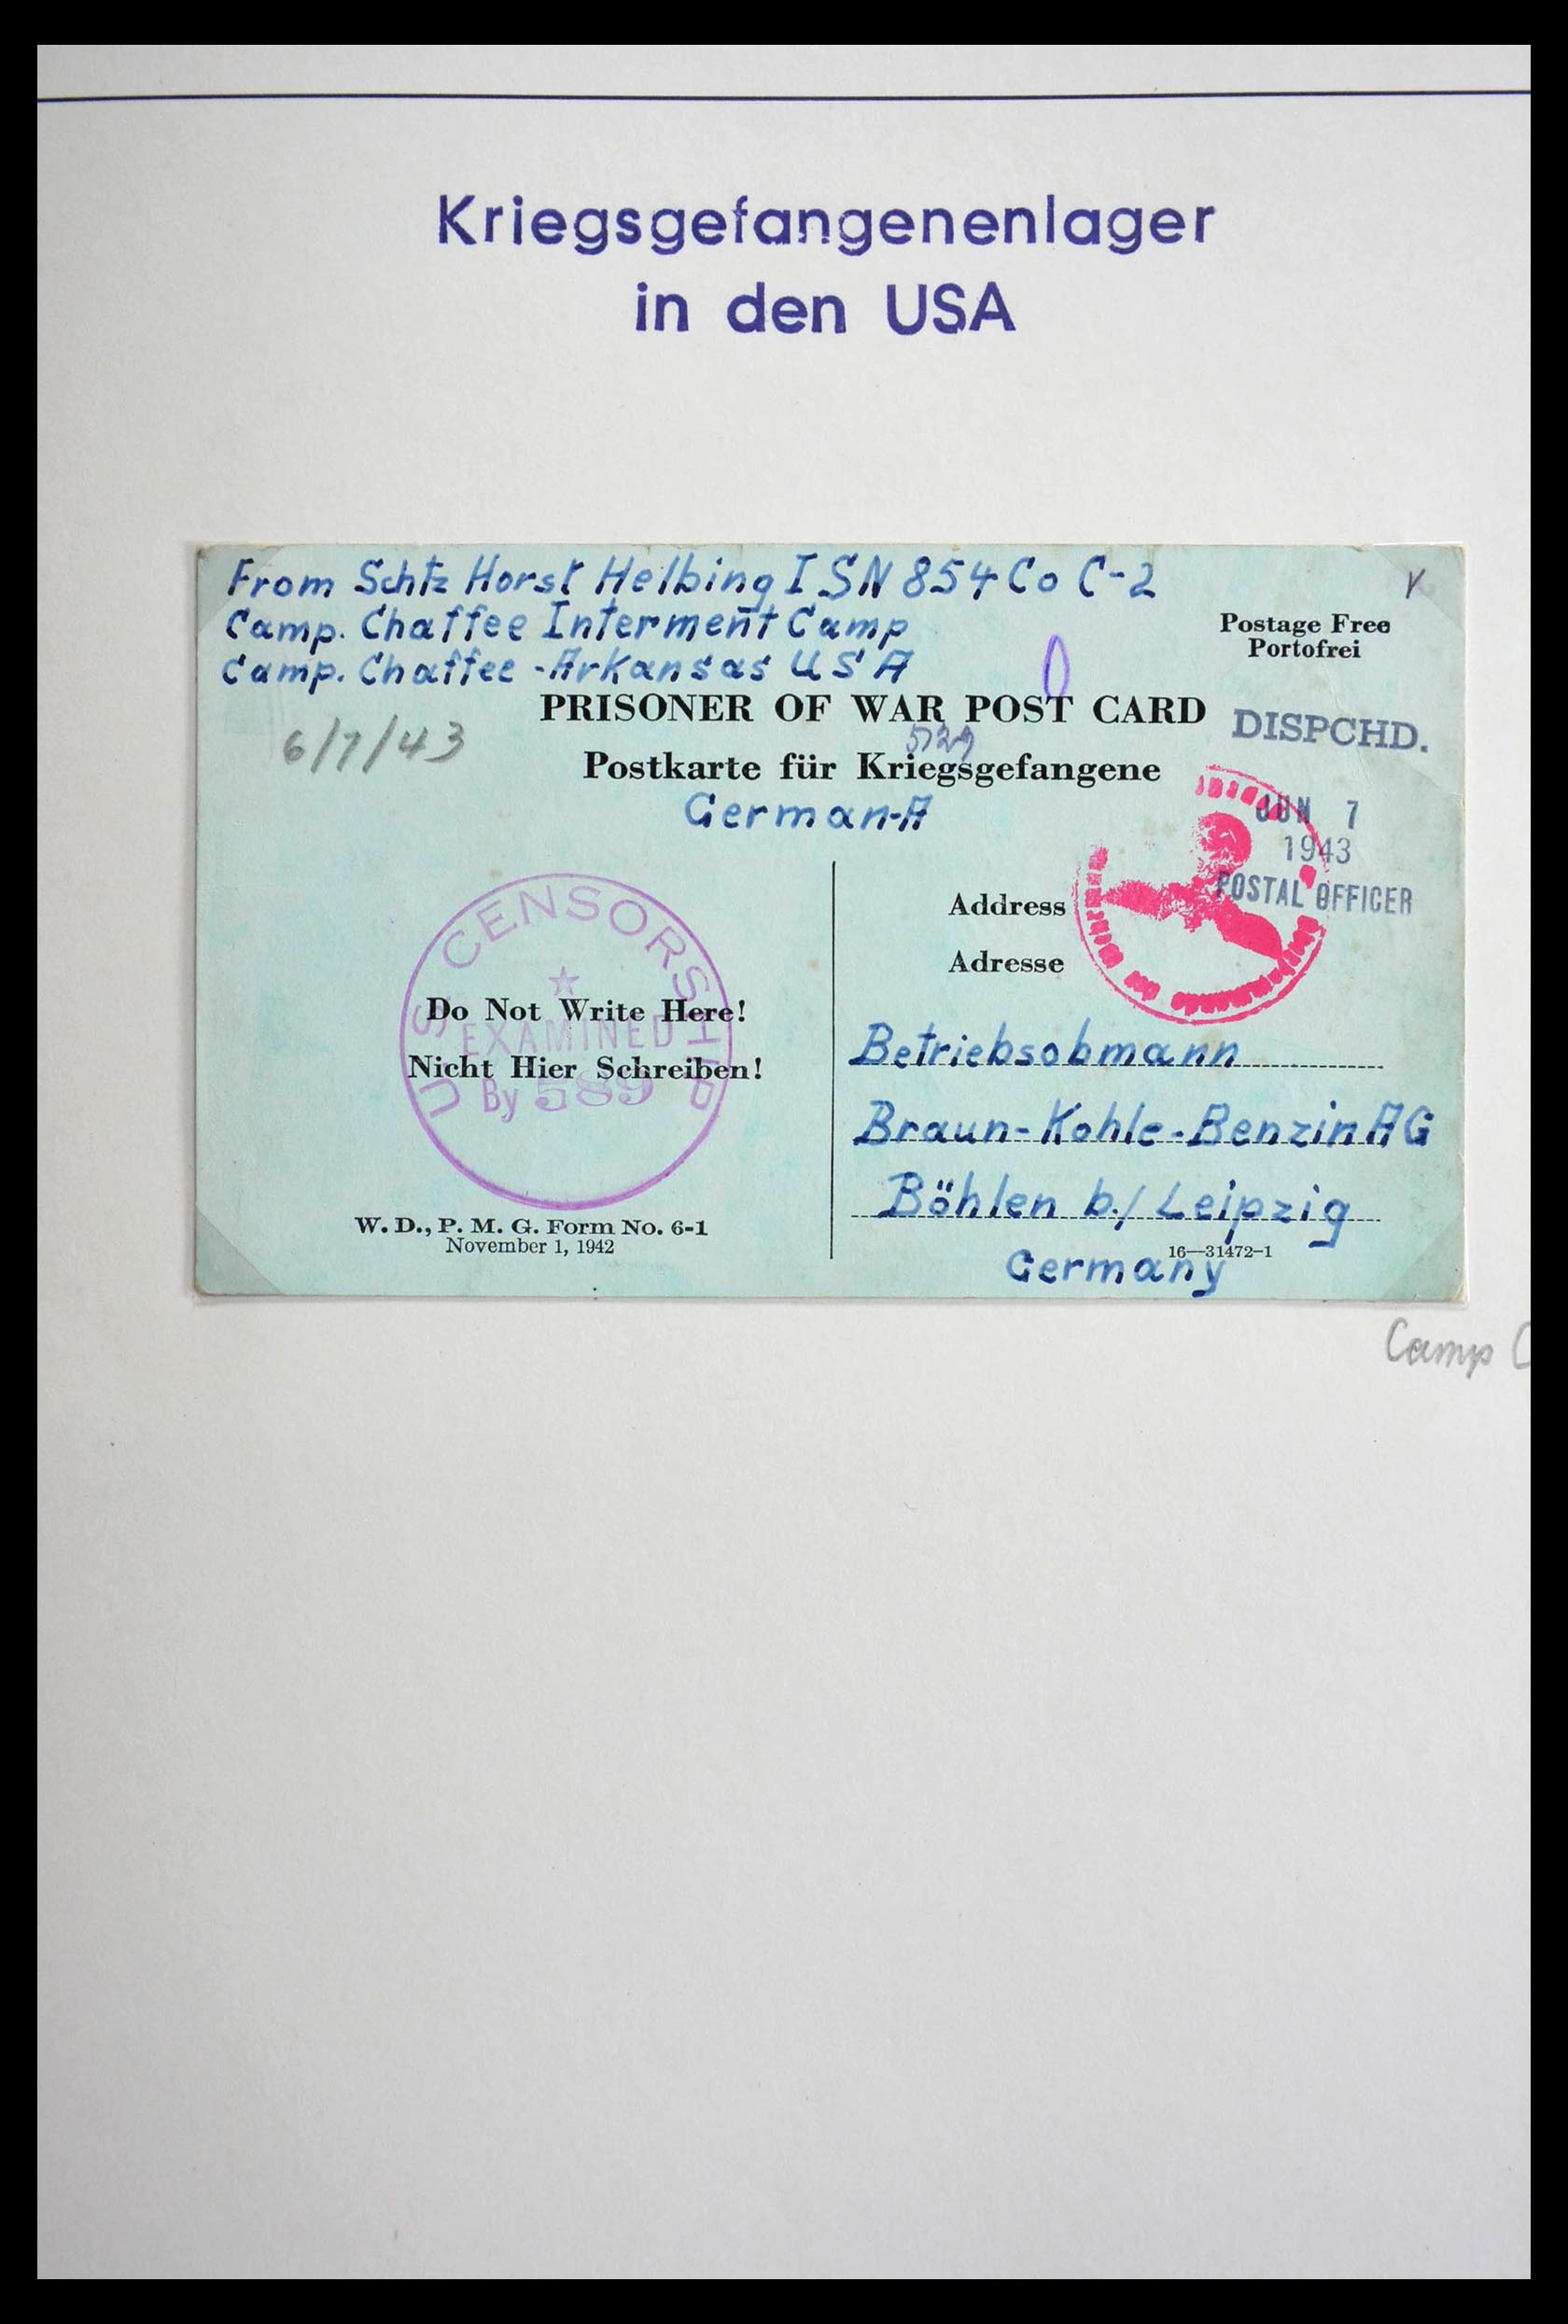 Kriegsgefangenenlager
in den USA
From Schtz Horst Helbing ISN 854 Co C-2
Camp. Chaffee Interment Camp
Camp. Chaffee - Arkansas USA
Postage Free
Portofrei
PRISONER OF WAR POST CARD
DISPCHD.
6/7/43
Postkarte für Kriegsgefangene
German-A
JUN 7
1943
POSTAL OFFICER
Address
Adresse
U S CENSORSHIP
EXAMINED
By 589
Do Not Write Here!
Nicht Hier Schreiben!
Betriebsobmann
Braun-Kohle-Benzin AG
Böhlen b./ Leipzig
Germany
W. D., P. M. G. Form No. 6-1
November 1, 1942
16—31472-1
Camp C